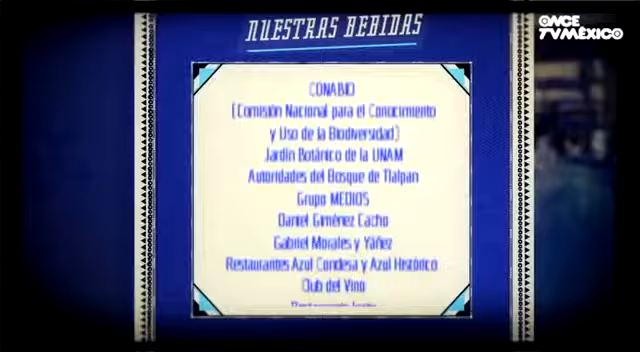 NUESTRAS BEBIDAS
ONCE
TV MÉXICO
CONABIO
(Comisión Nacional para el Conocimiento
y Uso de la Biodiversidad)
Jardín Botánico de la UNAM
Autoridades del Bosque de Tlalpan
Grupo MEDIOS
Daniel Giménez Cacho
Gabriel Morales y Yáñez
Restaurantes Azul Condesa y Azul Histórico
Club del Vino